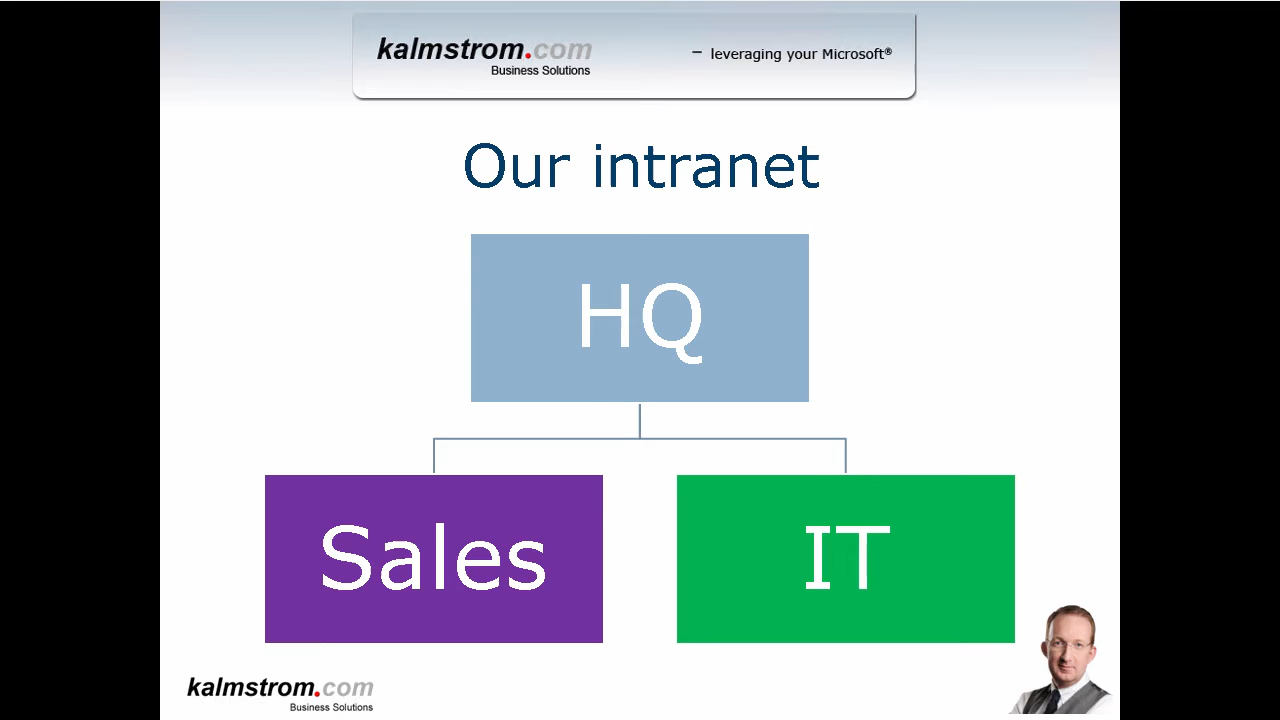 kalmstrom.com
Business Solutions
– leveraging your Microsoft®
Our intranet
HQ
Sales
IT
kalmstrom.com
Business Solutions